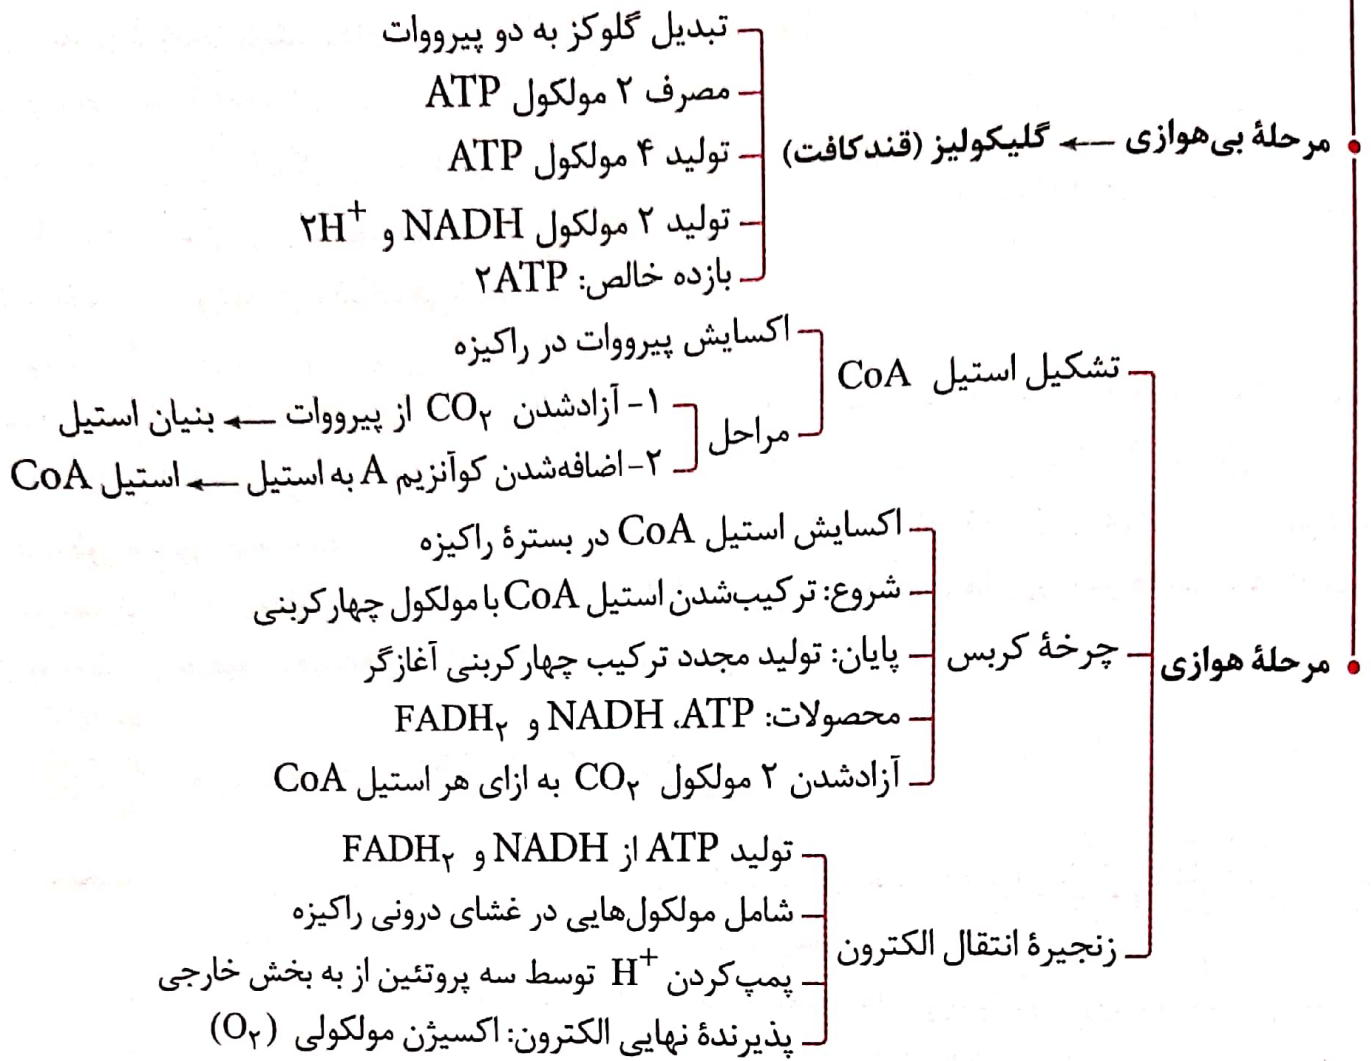 تبدیل گلوکز به دو پیرووات
مصرف ۲ مولکول ATP
مرحلهٔ بی‌هوازی ← گلیکولیز (قندکافت)
تولید ۴ مولکول ATP
تولید ۲ مولکول NADH و ۲H⁺
بازده خالص: ۲ATP
تشکیل استیل CoA
اکسایش پیرووات در راکیزه
مراحل
۱- آزادشدن CO₂ از پیرووات ← بنیان استیل
۲- اضافه‌شدن کوآنزیم A به استیل ← استیل CoA
مرحلهٔ هوازی
چرخهٔ کربس
اکسایش استیل CoA در بسترهٔ راکیزه
شروع: ترکیب‌شدن استیل CoA با مولکول چهارکربنی
پایان: تولید مجدد ترکیب چهارکربنی آغازگر
محصولات: NADH ،ATP و FADH₂
آزادشدن ۲ مولکول CO₂ به ازای هر استیل CoA
زنجیرهٔ انتقال الکترون
تولید ATP از NADH و FADH₂
شامل مولکول‌هایی در غشای درونی راکیزه
پمپ‌کردن H⁺ توسط سه پروتئین از به بخش خارجی
پذیرندهٔ نهایی الکترون: اکسیژن مولکولی (O₂)